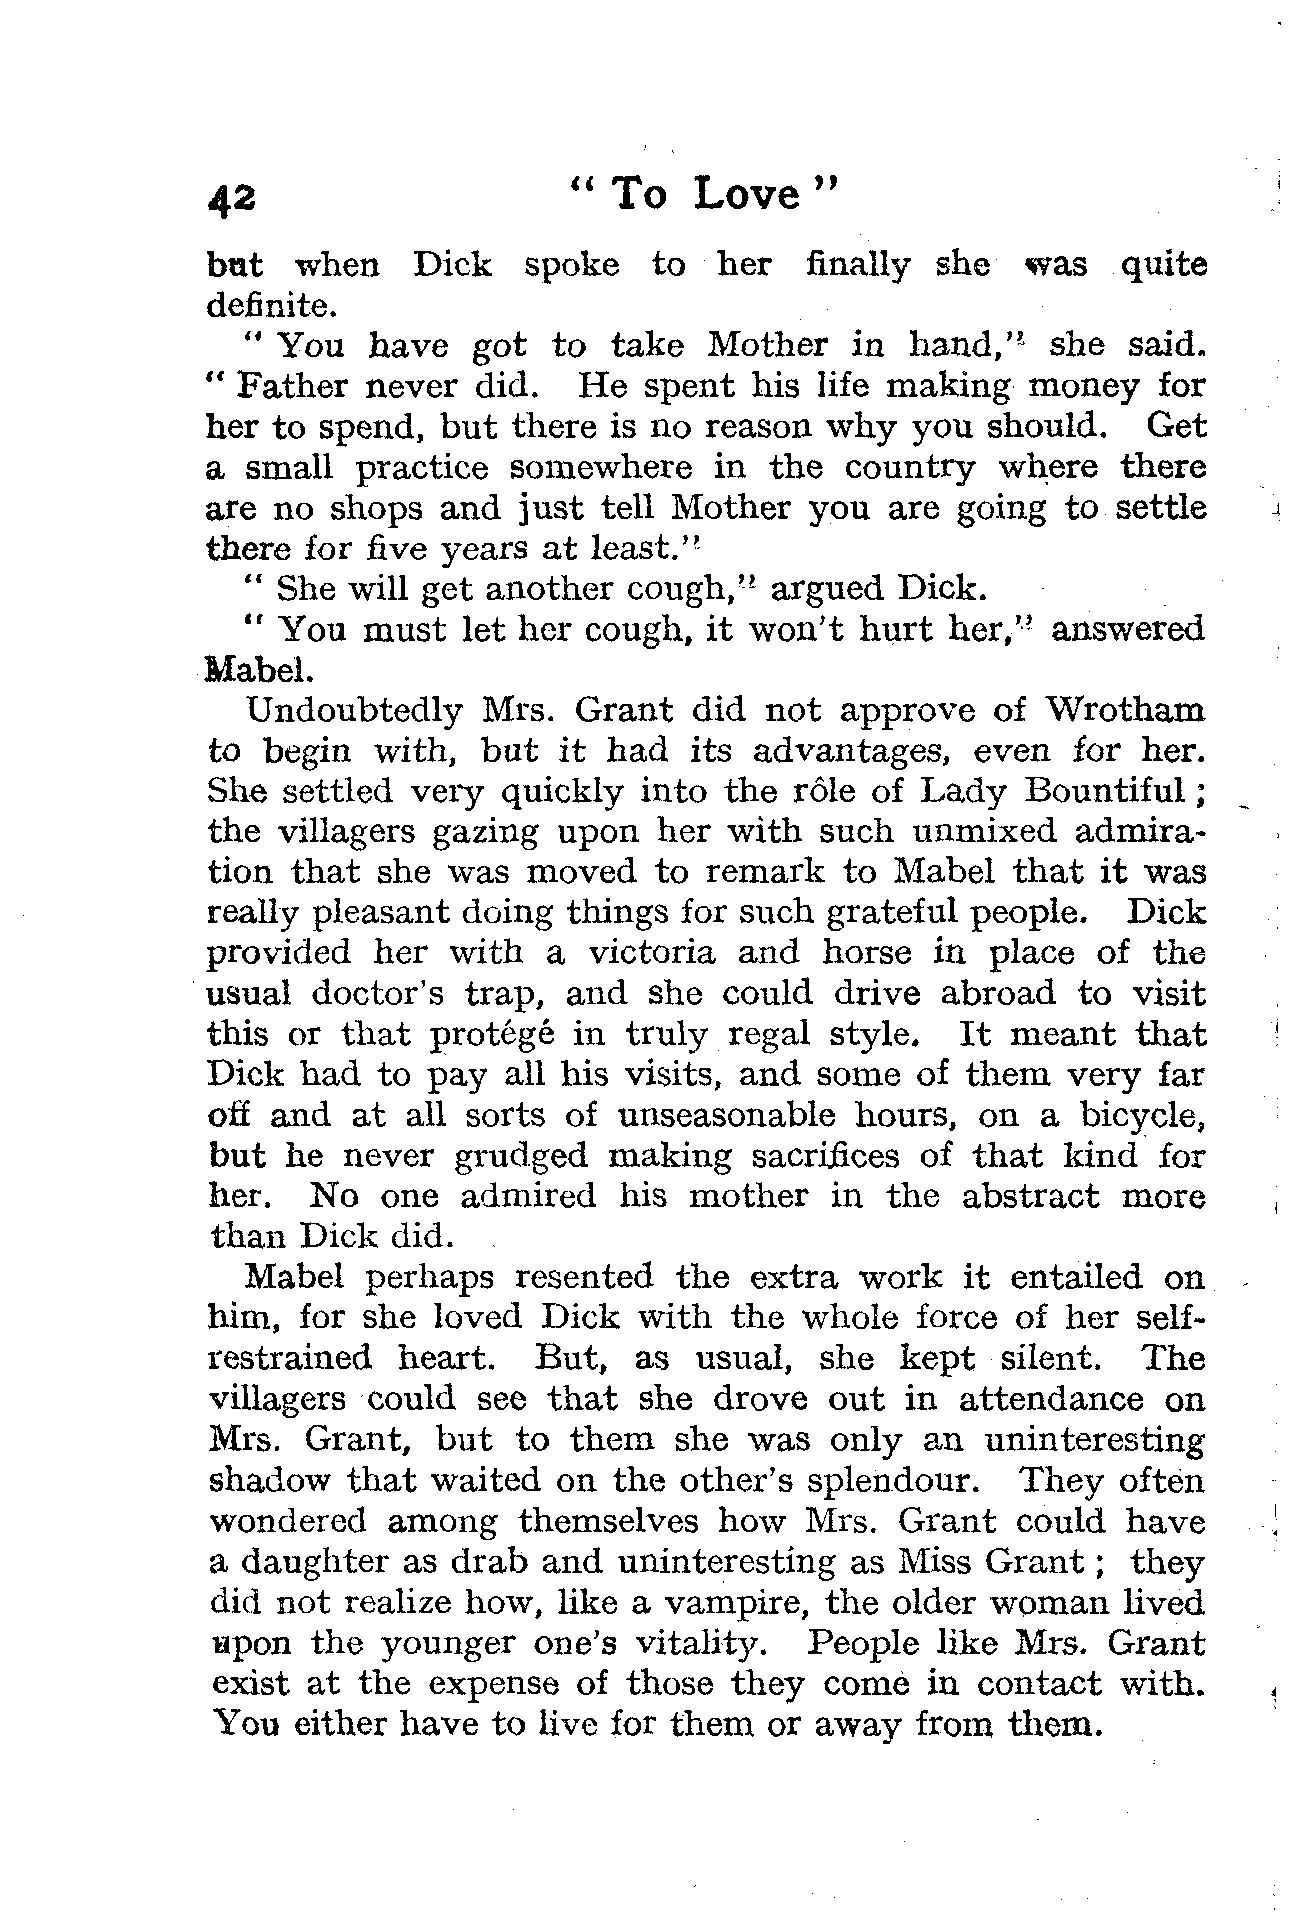 42 “ To Love ”
but when Dick spoke to her finally she was quite
definite.
“ You have got to take Mother in hand,” she said.
“ Father never did. He spent his life making money for
her to spend, but there is no reason why you should. Get
a small practice somewhere in the country where there
are no shops and just tell Mother you are going to settle
there for five years at least.”
“ She will get another cough,” argued Dick.
“ You must let her cough, it won't hurt her,” answered
Mabel.
Undoubtedly Mrs. Grant did not approve of Wrotham
to begin with, but it had its advantages, even for her.
She settled very quickly into the rôle of Lady Bountiful ;
the villagers gazing upon her with such unmixed admira-
tion that she was moved to remark to Mabel that it was
really pleasant doing things for such grateful people. Dick
provided her with a victoria and horse in place of the
usual doctor's trap, and she could drive abroad to visit
this or that protégé in truly regal style. It meant that
Dick had to pay all his visits, and some of them very far
off and at all sorts of unseasonable hours, on a bicycle,
but he never grudged making sacrifices of that kind for
her. No one admired his mother in the abstract more
than Dick did.
Mabel perhaps resented the extra work it entailed on
him, for she loved Dick with the whole force of her self-
restrained heart. But, as usual, she kept silent. The
villagers could see that she drove out in attendance on
Mrs. Grant, but to them she was only an uninteresting
shadow that waited on the other's splendour. They often
wondered among themselves how Mrs. Grant could have
a daughter as drab and uninteresting as Miss Grant ; they
did not realize how, like a vampire, the older woman lived
upon the younger one's vitality. People like Mrs. Grant
exist at the expense of those they come in contact with.
You either have to live for them or away from them.